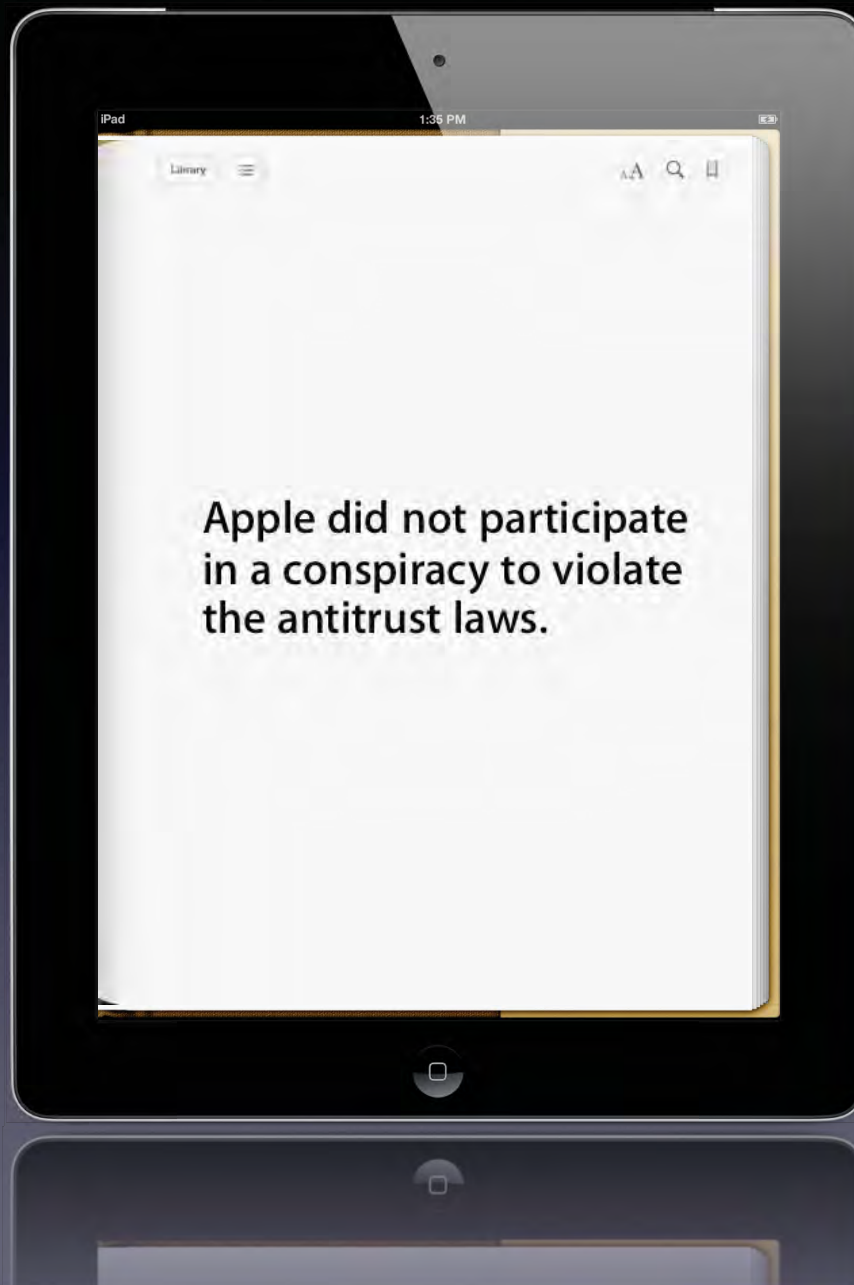 iPad 1:35 PM
Library AA
Apple did not participate
in a conspiracy to violate
the antitrust laws.